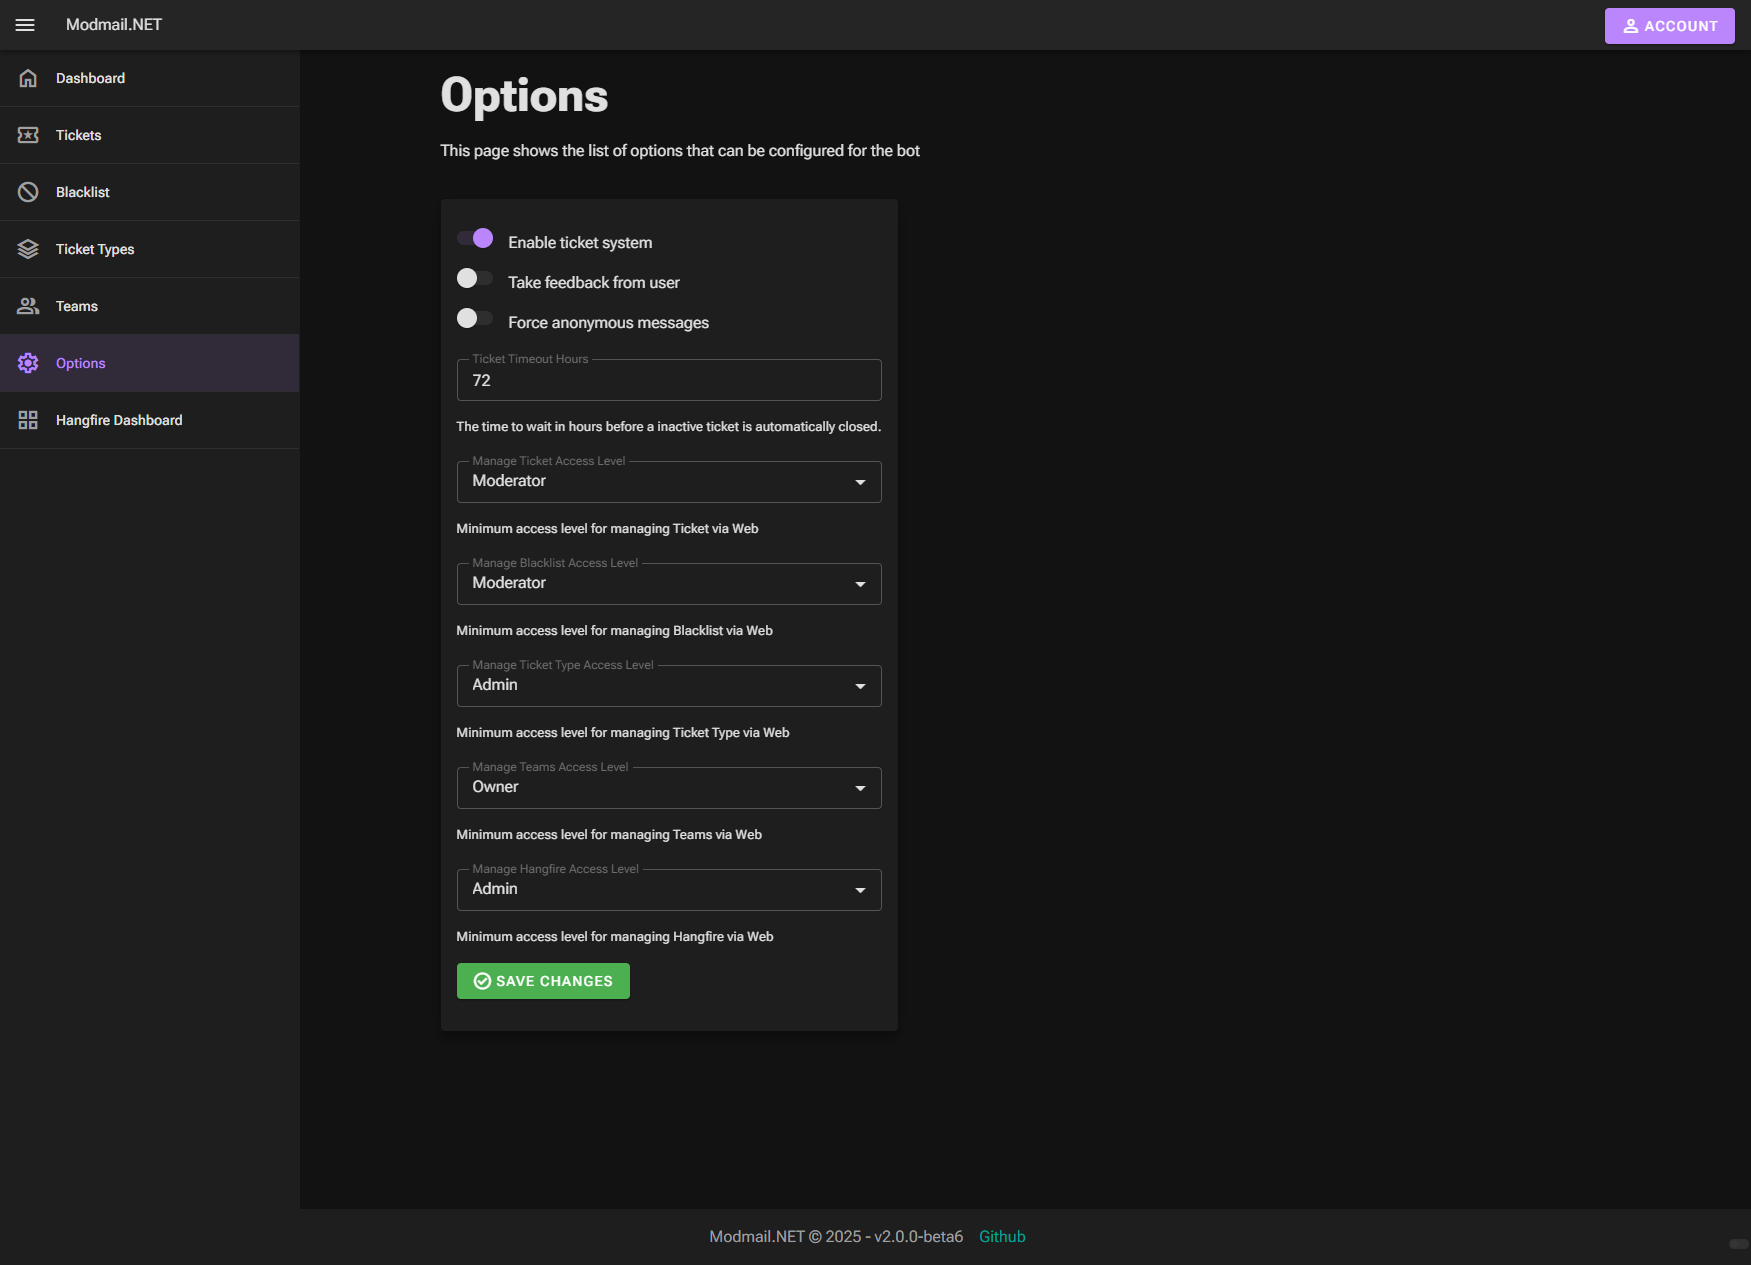 Modmail.NET
ACCOUNT
Dashboard
Tickets
Blacklist
Ticket Types
Teams
Options
Hangfire Dashboard
Options
This page shows the list of options that can be configured for the bot
Enable ticket system
Take feedback from user
Force anonymous messages
Ticket Timeout Hours
72
The time to wait in hours before a inactive ticket is automatically closed.
Manage Ticket Access Level
Moderator
Minimum access level for managing Ticket via Web
Manage Blacklist Access Level
Moderator
Minimum access level for managing Blacklist via Web
Manage Ticket Type Access Level
Admin
Minimum access level for managing Ticket Type via Web
Manage Teams Access Level
Owner
Minimum access level for managing Teams via Web
Manage Hangfire Access Level
Admin
Minimum access level for managing Hangfire via Web
SAVE CHANGES
Modmail.NET © 2025 - v2.0.0-beta6 Github